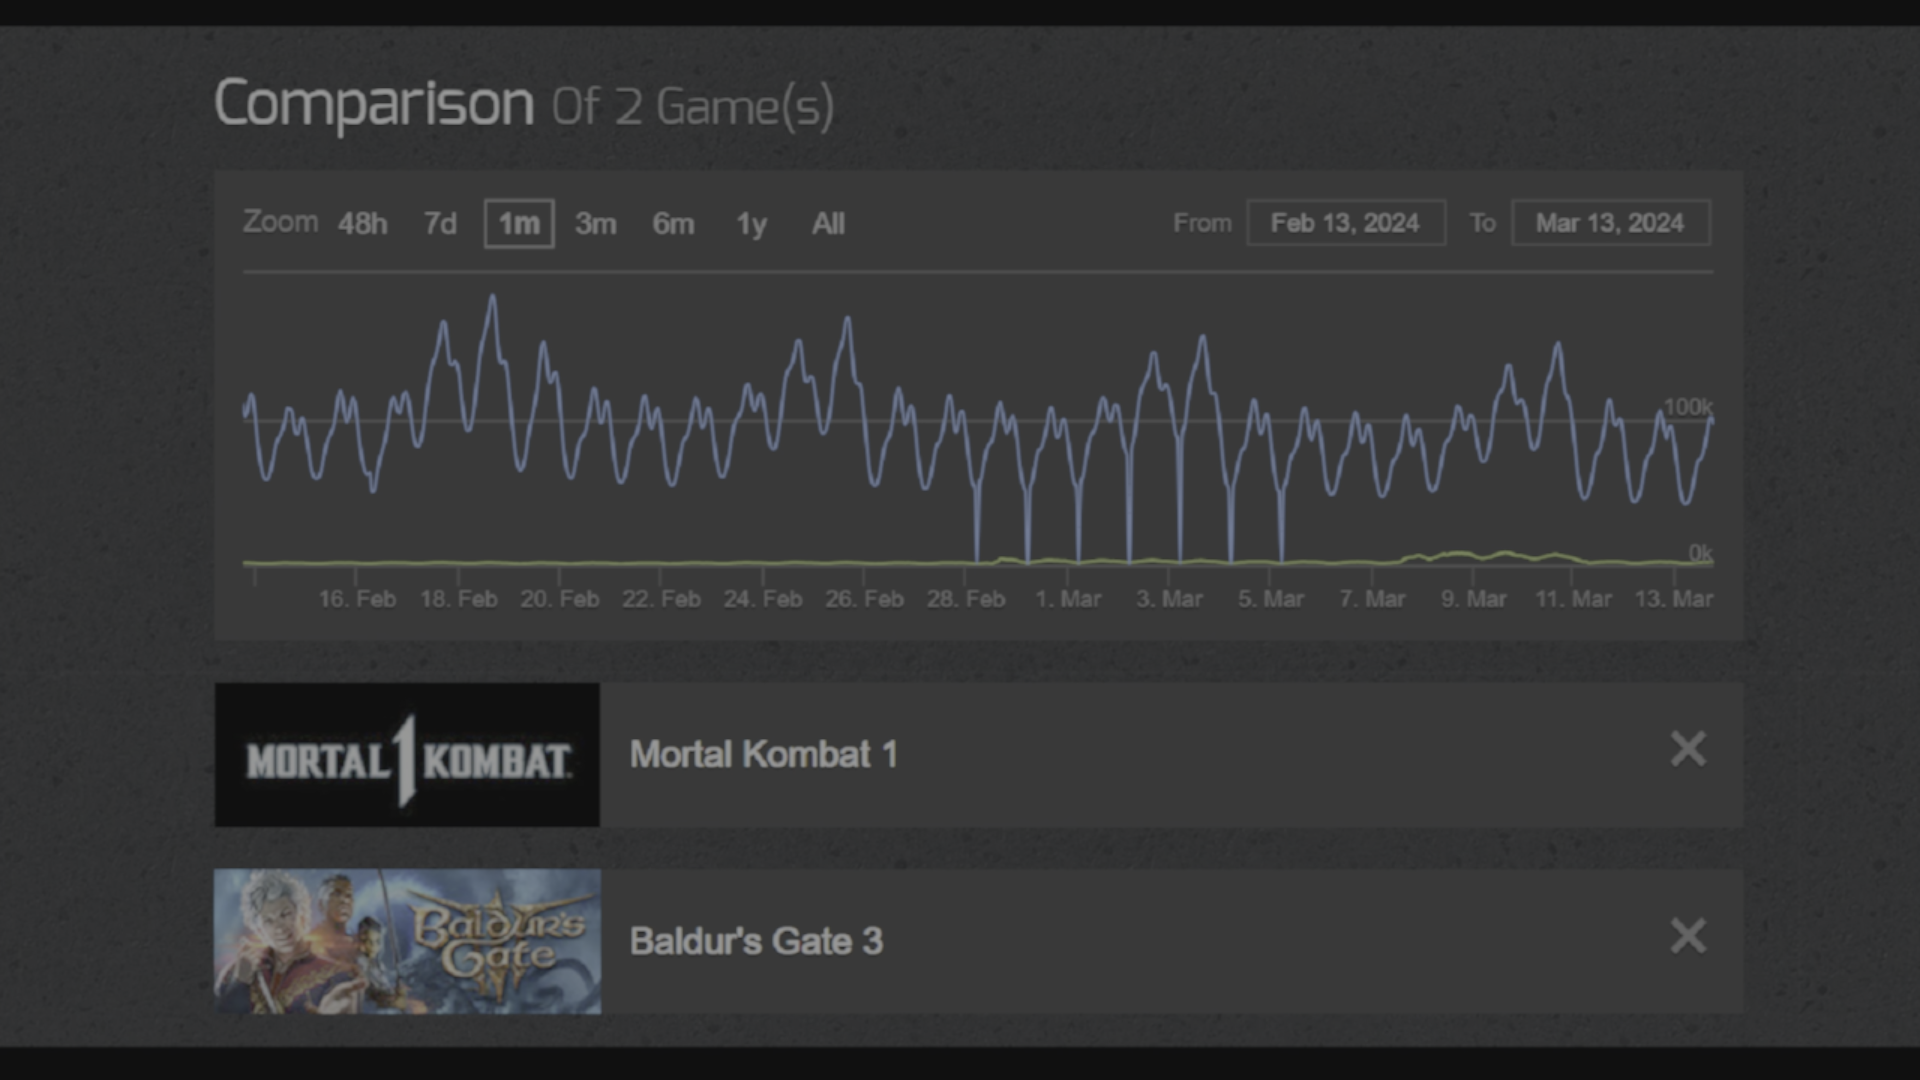 Comparison Of 2 Game(s)
Zoom 48h 7d 1m 3m 6m 1y All From Feb 13, 2024 To Mar 13, 2024
100k
0k
16. Feb 18. Feb 20. Feb 22. Feb 24. Feb 26. Feb 28. Feb 1. Mar 3. Mar 5. Mar 7. Mar 9. Mar 11. Mar 13. Mar
MORTAL 1 KOMBAT
Mortal Kombat 1
BALDUR'S
GATE
Baldur's Gate 3